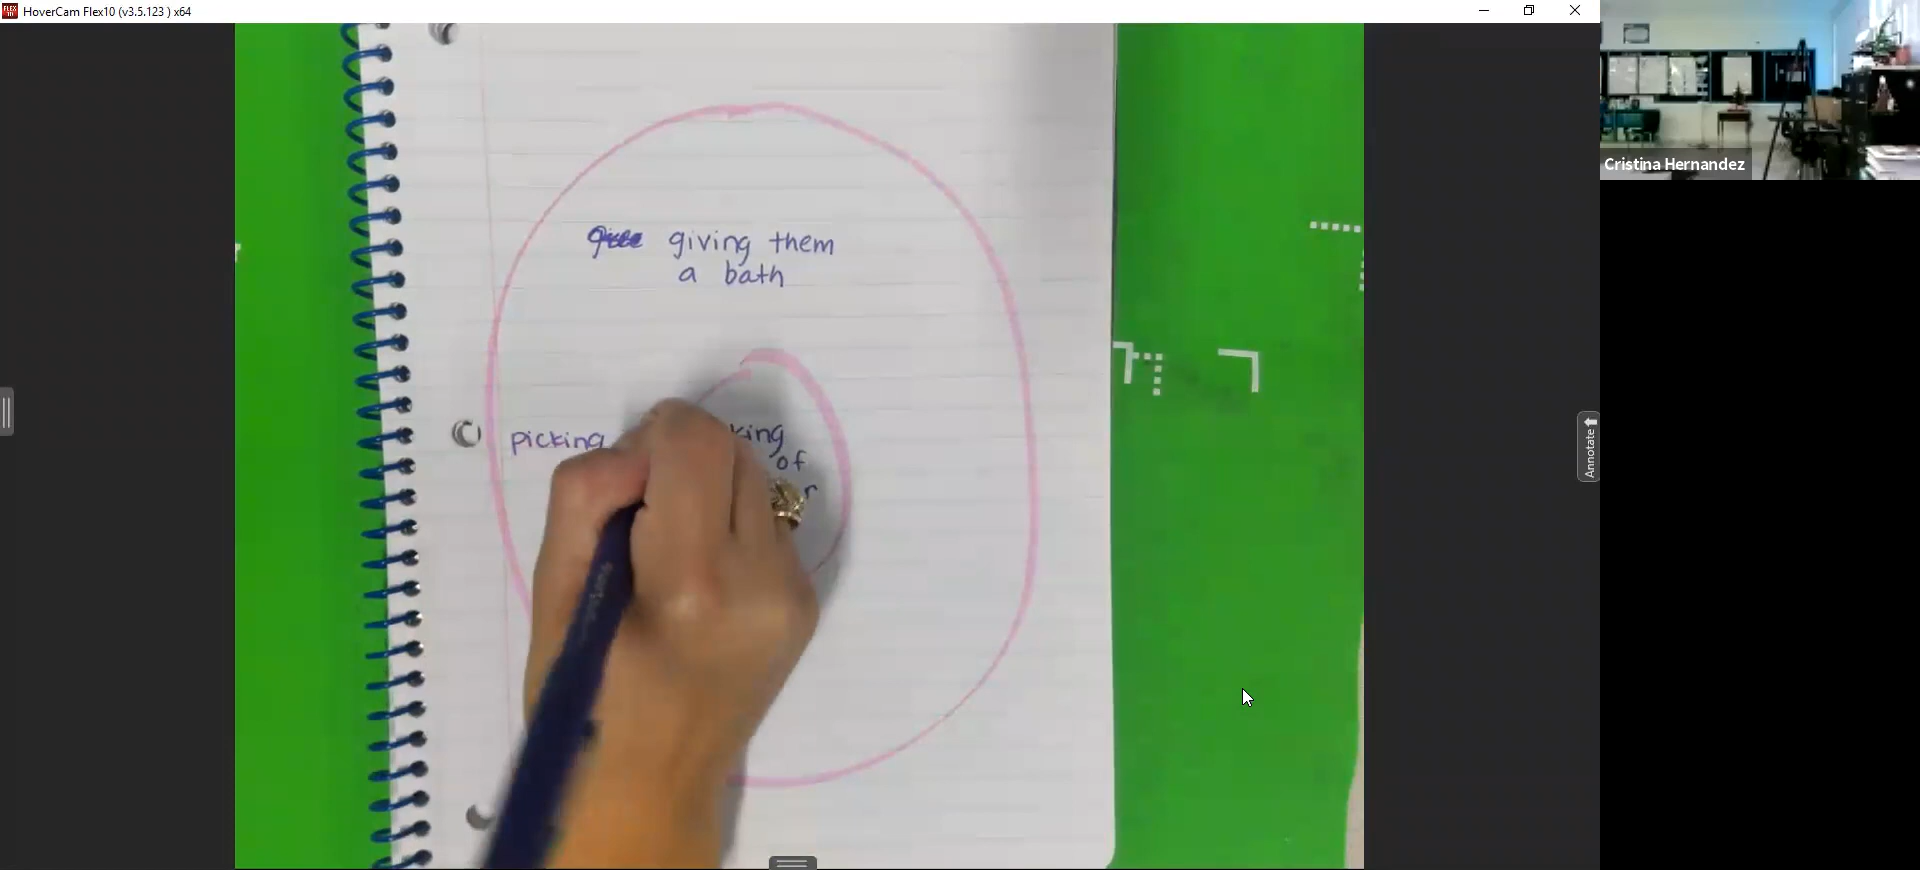 HoverCam Flex10 (v3.5.123 ) x64
Cristina Hernandez
giving them
a bath
picking
of
Annotate